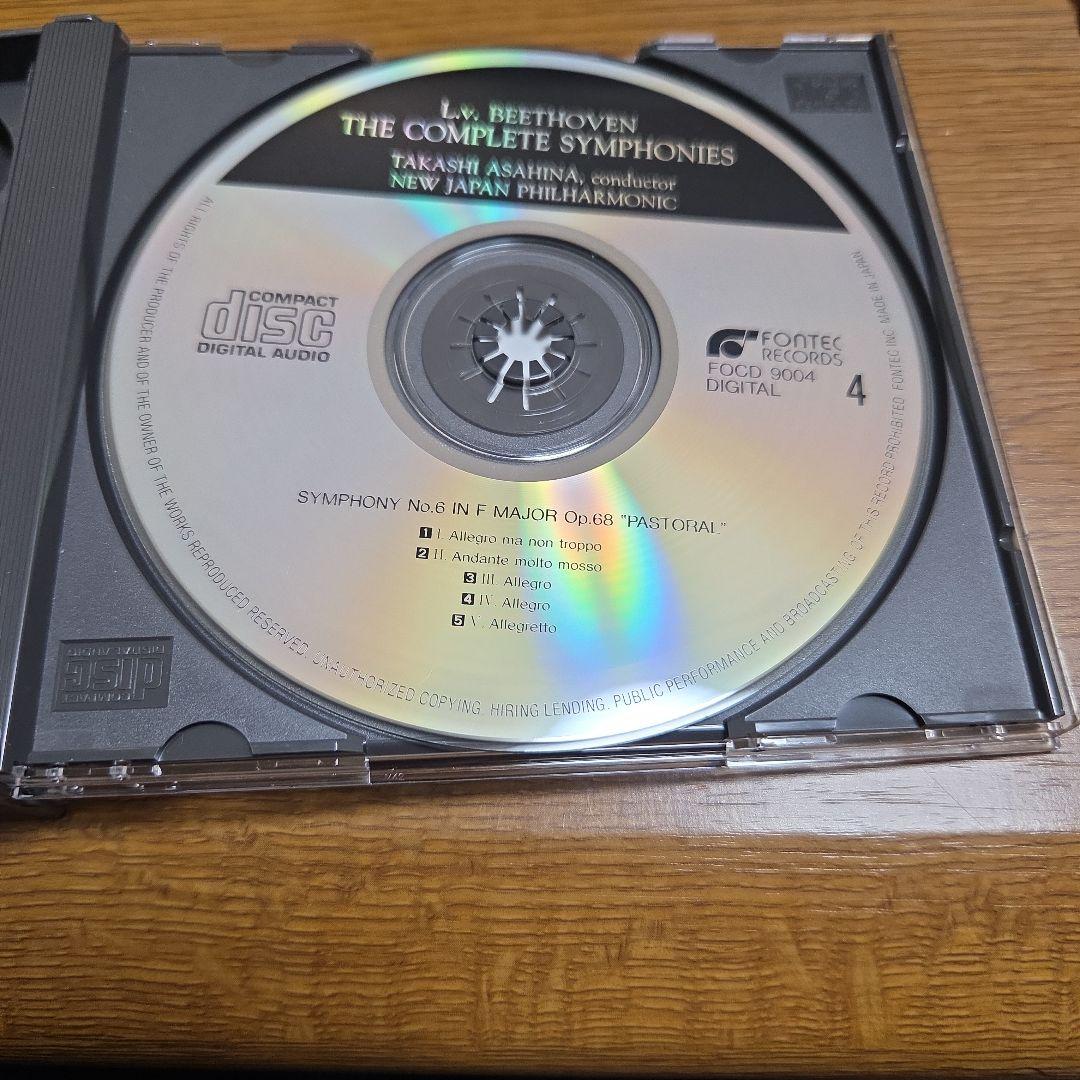 L.v. BEETHOVEN
THE COMPLETE SYMPHONIES
TAKASHI ASAHINA, conductor
NEW JAPAN PHILHARMONIC
COMPACT
disc
DIGITAL AUDIO
FONTEC
RECORDS
FOCD 9004
DIGITAL
4
SYMPHONY No.6 IN F MAJOR Op.68 "PASTORAL"
1 I. Allegro ma non troppo
2 II. Andante molto mosso
3 III. Allegro
4 IV. Allegro
5 V. Allegretto
ALL RIGHTS OF THE PRODUCER AND OF THE OWNER OF THE WORKS REPRODUCED RESERVED. UNAUTHORIZED COPYING. HIRING LENDING. PUBLIC PERFORMANCE AND BROADCASTING OF THIS RECORD PROHIBITED FONTEC INC. MADE IN JAPAN
COMPACT
disc
DIGITAL AUDIO